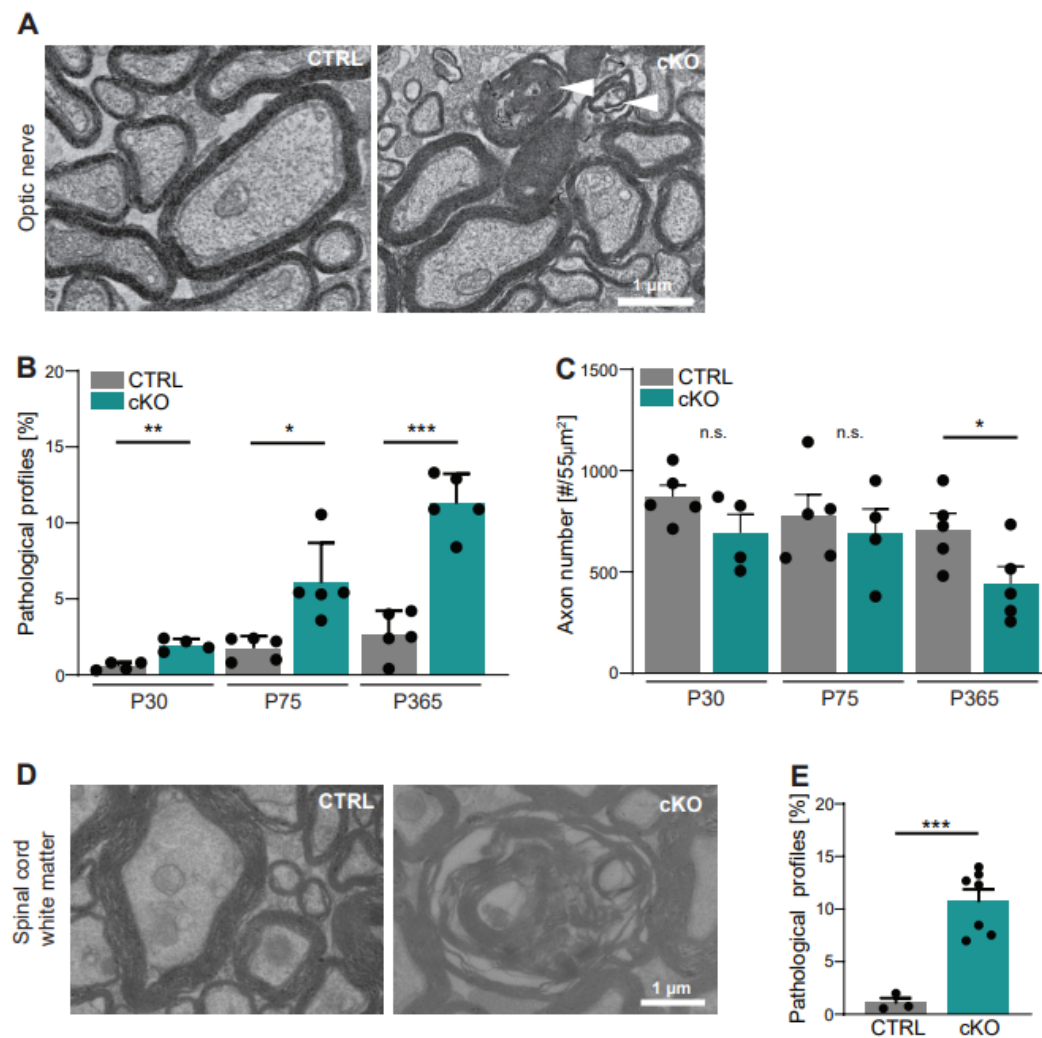 A
Optic nerve
CTRL
cKO
1 µm
B
Pathological profiles [%]
20
15
10
5
0
CTRL
cKO
**
*
***
P30
P75
P365
C
Axon number [#/55µm²]
1500
1000
500
0
CTRL
cKO
n.s.
n.s.
*
P30
P75
P365
D
Spinal cord
white matter
CTRL
cKO
1 µm
E
Pathological profiles [%]
20
15
10
5
0
***
CTRL
cKO